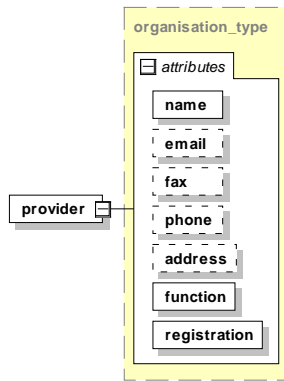 organisation_type
attributes
name
email
fax
provider
phone
address
function
registration